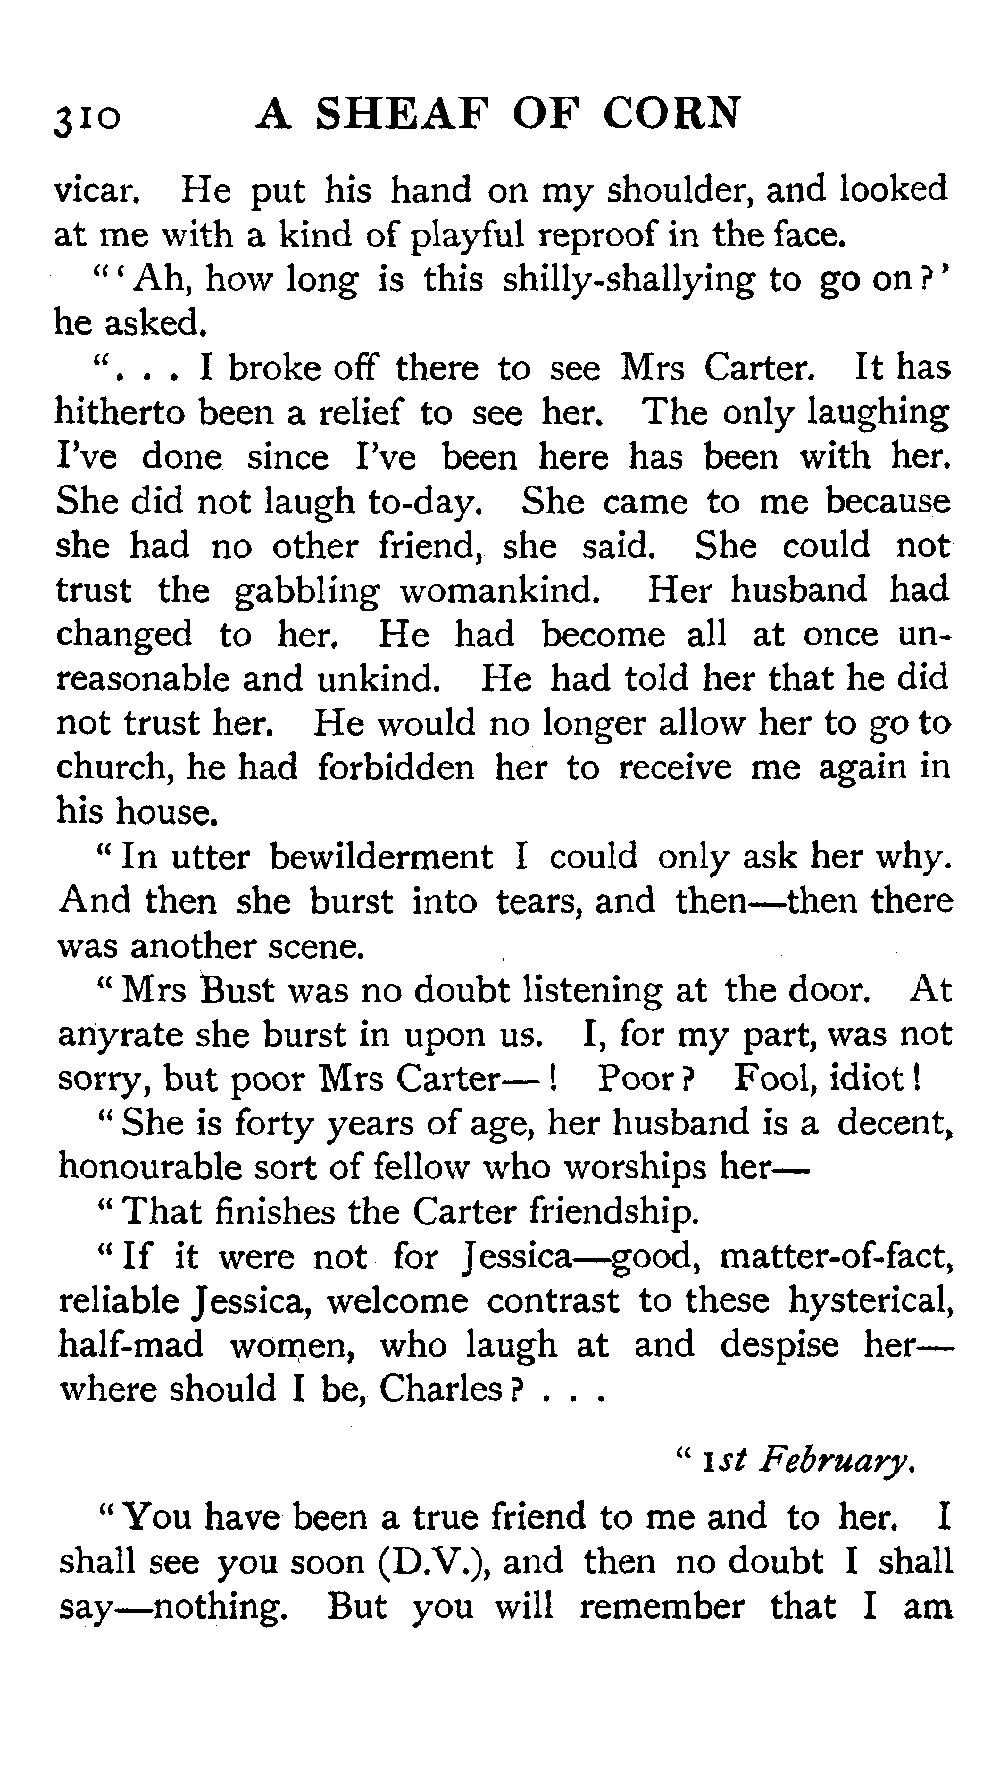 310 A SHEAF OF CORN
vicar. He put his hand on my shoulder, and looked
at me with a kind of playful reproof in the face.
“‘Ah, how long is this shilly-shallying to go on?’
he asked.
“. . . I broke off there to see Mrs Carter. It has
hitherto been a relief to see her. The only laughing
I’ve done since I’ve been here has been with her.
She did not laugh to-day. She came to me because
she had no other friend, she said. She could not
trust the gabbling womankind. Her husband had
changed to her. He had become all at once un-
reasonable and unkind. He had told her that he did
not trust her. He would no longer allow her to go to
church, he had forbidden her to receive me again in
his house.
“In utter bewilderment I could only ask her why.
And then she burst into tears, and then—then there
was another scene.
“Mrs Bust was no doubt listening at the door. At
anyrate she burst in upon us. I, for my part, was not
sorry, but poor Mrs Carter—! Poor? Fool, idiot!
“She is forty years of age, her husband is a decent,
honourable sort of fellow who worships her—
“That finishes the Carter friendship.
“If it were not for Jessica—good, matter-of-fact,
reliable Jessica, welcome contrast to these hysterical,
half-mad women, who laugh at and despise her—
where should I be, Charles? . . .
“1st February.
“You have been a true friend to me and to her. I
shall see you soon (D.V.), and then no doubt I shall
say—nothing. But you will remember that I am